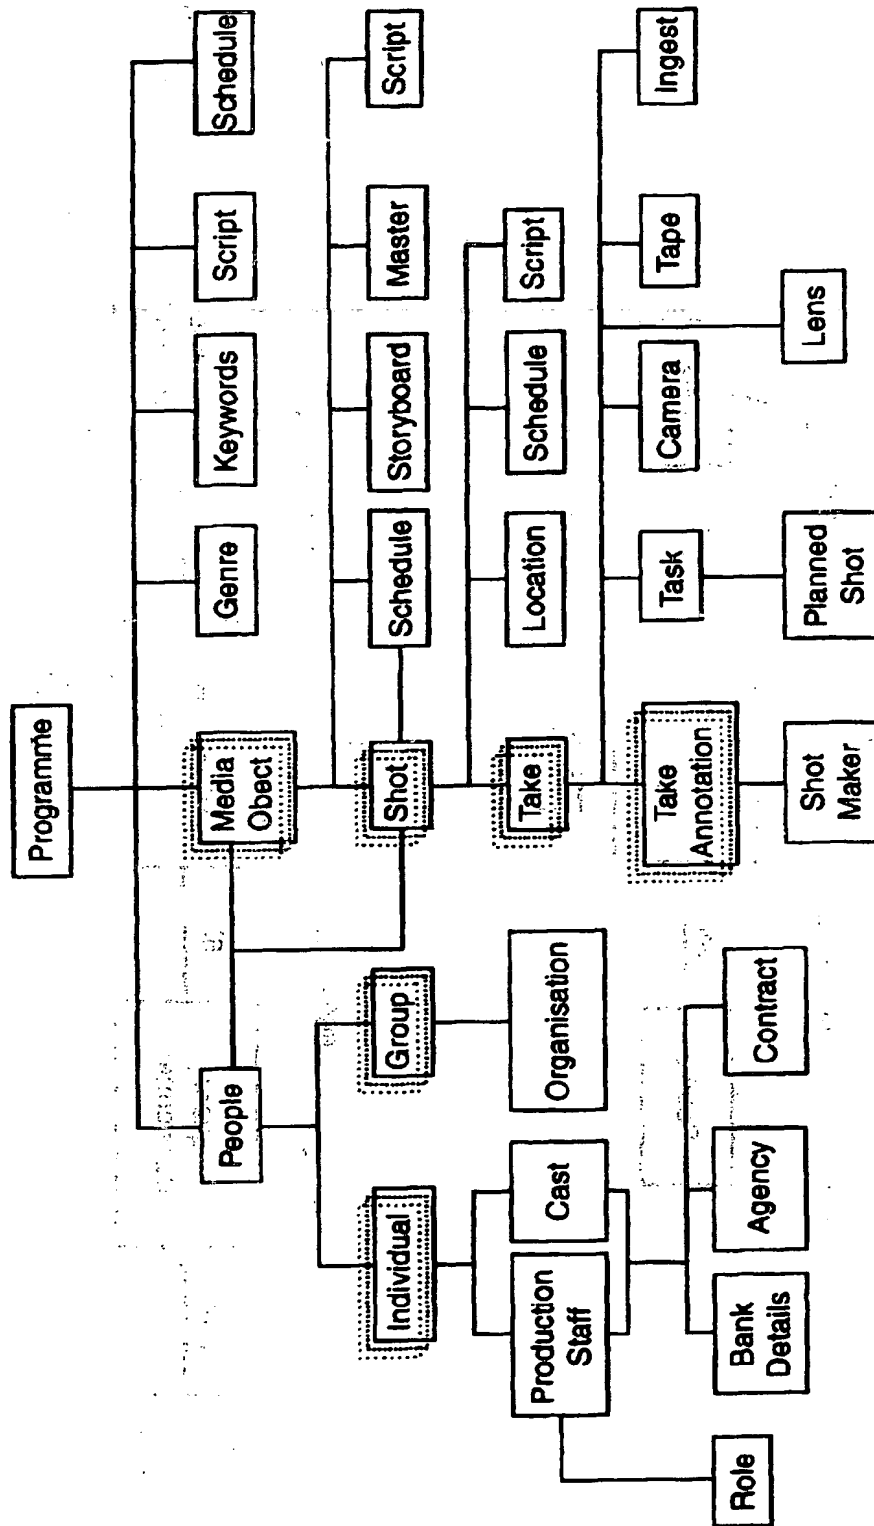 Programme
People
Media
Obect
Genre
Keywords
Script
Schedule
Individual
Group
Shot
Schedule
Storyboard
Master
Script
Production
Staff
Cast
Organisation
Take
Location
Schedule
Script
Role
Bank
Details
Agency
Contract
Take
Annotation
Task
Camera
Tape
Ingest
Shot
Maker
Planned
Shot
Lens